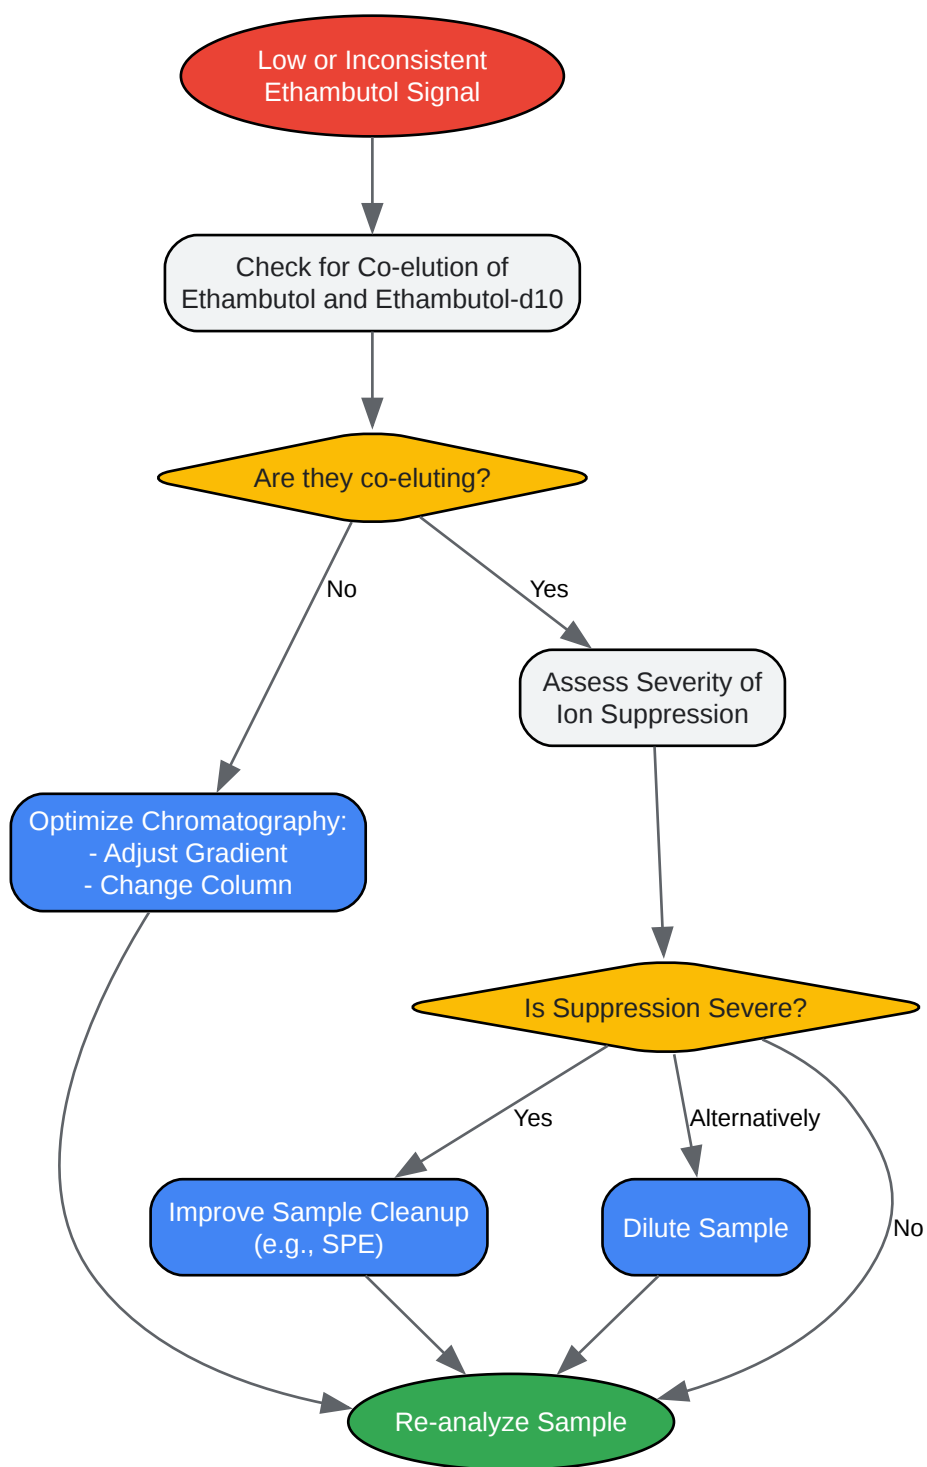 Low or Inconsistent
Ethambutol Signal
Check for Co-elution of
Ethambutol and Ethambutol-d10
Are they co-eluting?
No
Yes
Assess Severity of
Ion Suppression
Optimize Chromatography:
- Adjust Gradient
- Change Column
Is Suppression Severe?
Yes
Alternatively
No
Improve Sample Cleanup
(e.g., SPE)
Dilute Sample
Re-analyze Sample